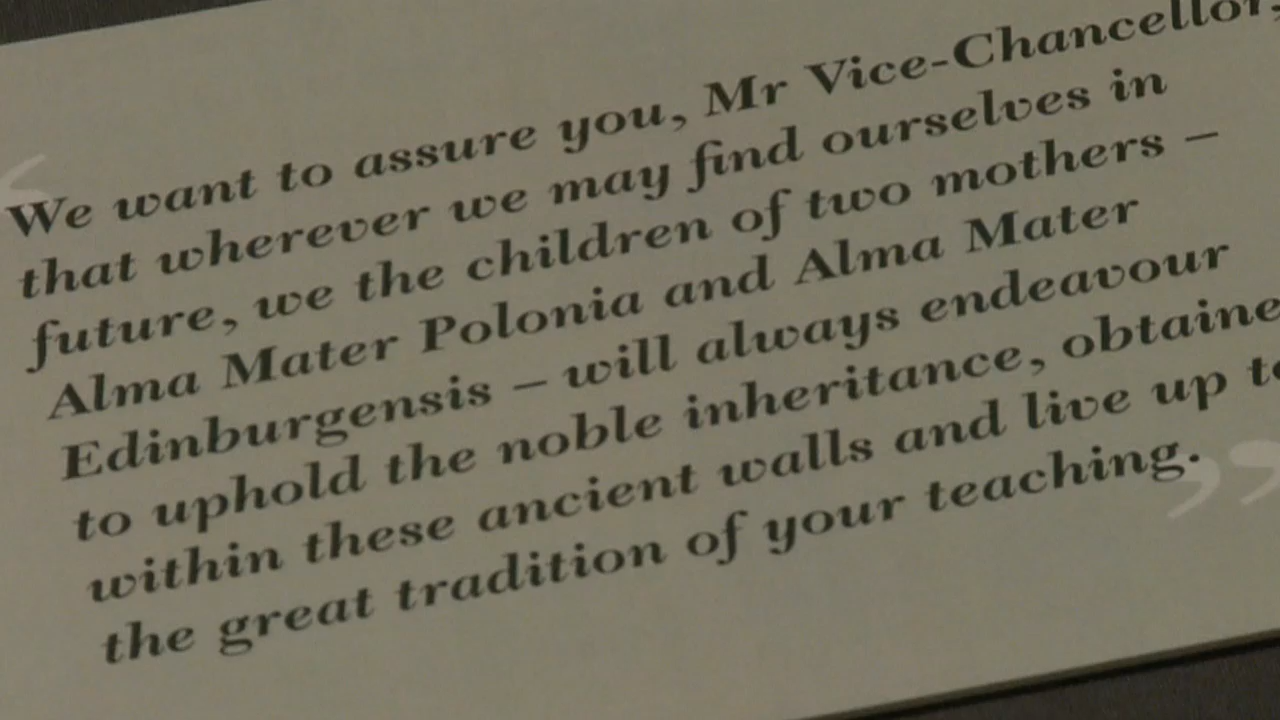 We want to assure you, Mr Vice-Chancellor,
that wherever we may find ourselves in
future, we the children of two mothers –
Alma Mater Polonia and Alma Mater
Edinburgensis – will always endeavour
to uphold the noble inheritance, obtaine
within these ancient walls and live up to
the great tradition of your teaching.